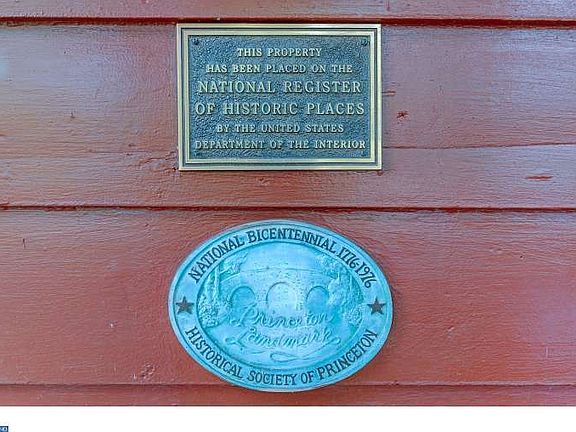 THIS PROPERTY
HAS BEEN PLACED ON THE
NATIONAL REGISTER
OF HISTORIC PLACES
BY THE UNITED STATES
DEPARTMENT OF THE INTERIOR
NATIONAL BICENTENNIAL 1776-1976
Princeton
Landmark
HISTORICAL SOCIETY OF PRINCETON